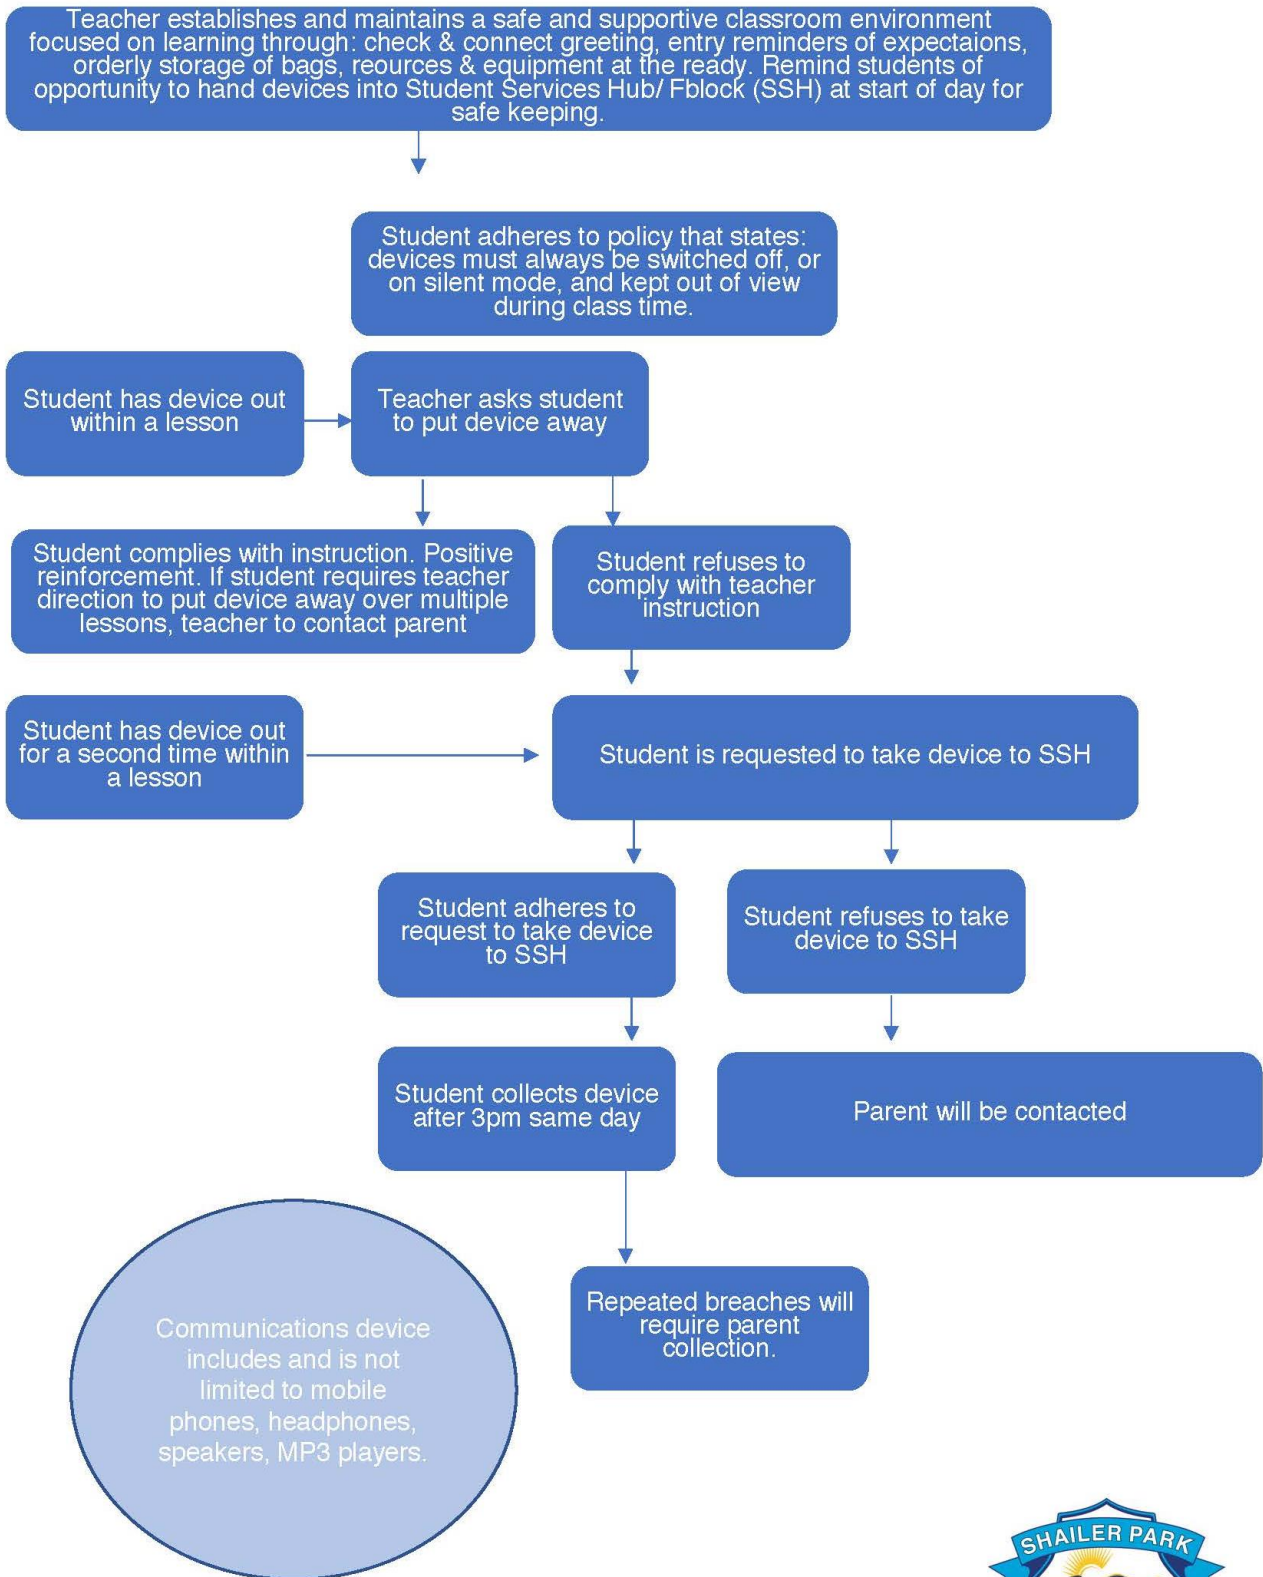 Teacher establishes and maintains a safe and supportive classroom environment
focused on learning through: check & connect greeting, entry reminders of expectaions,
orderly storage of bags, reources & equipment at the ready. Remind students of
opportunity to hand devices into Student Services Hub/ Fblock (SSH) at start of day for
safe keeping.
Student adheres to policy that states:
devices must always be switched off, or
on silent mode, and kept out of view
during class time.
Student has device out
within a lesson
Teacher asks student
to put device away
Student complies with instruction. Positive
reinforcement. If student requires teacher
direction to put device away over multiple
lessons, teacher to contact parent
Student refuses to
comply with teacher
instruction
Student has device out
for a second time within
a lesson
Student is requested to take device to SSH
Student adheres to
request to take device
to SSH
Student refuses to take
device to SSH
Student collects device
after 3pm same day
Parent will be contacted
Repeated breaches will
require parent
collection.
Communications device
includes and is not
limited to mobile
phones, headphones,
speakers, MP3 players.
SHAILER PARK